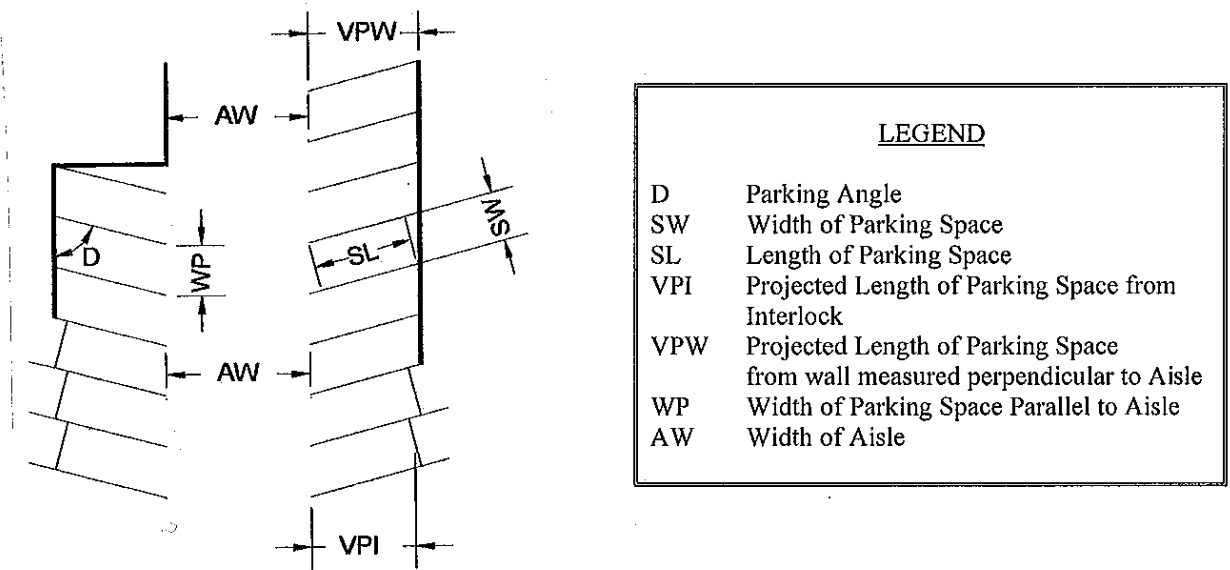 VPW
AW
D
WP
SL
SW
AW
VPI
LEGEND
D Parking Angle
SW Width of Parking Space
SL Length of Parking Space
VPI Projected Length of Parking Space from
Interlock
VPW Projected Length of Parking Space
from wall measured perpendicular to Aisle
WP Width of Parking Space Parallel to Aisle
AW Width of Aisle